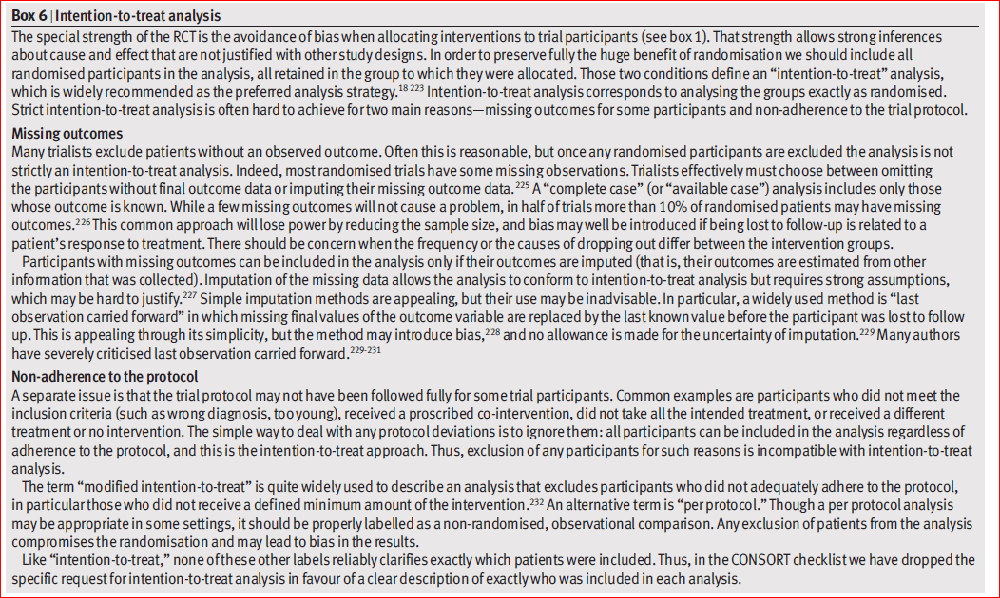 Box 6 | Intention-to-treat analysis
The special strength of the RCT is the avoidance of bias when allocating interventions to trial participants (see box 1). That strength allows strong inferences
about cause and effect that are not justified with other study designs. In order to preserve fully the huge benefit of randomisation we should include all
randomised participants in the analysis, all retained in the group to which they were allocated. Those two conditions define an “intention-to-treat” analysis,
which is widely recommended as the preferred analysis strategy.18 223 Intention-to-treat analysis corresponds to analysing the groups exactly as randomised.
Strict intention-to-treat analysis is often hard to achieve for two main reasons—missing outcomes for some participants and non-adherence to the trial protocol.
Missing outcomes
Many trialists exclude patients without an observed outcome. Often this is reasonable, but once any randomised participants are excluded the analysis is not
strictly an intention-to-treat analysis. Indeed, most randomised trials have some missing observations. Trialists effectively must choose between omitting
the participants without final outcome data or imputing their missing outcome data.225 A “complete case” (or “available case”) analysis includes only those
whose outcome is known. While a few missing outcomes will not cause a problem, in half of trials more than 10% of randomised patients may have missing
outcomes.226 This common approach will lose power by reducing the sample size, and bias may well be introduced if being lost to follow-up is related to a
patient’s response to treatment. There should be concern when the frequency or the causes of dropping out differ between the intervention groups.
Participants with missing outcomes can be included in the analysis only if their outcomes are imputed (that is, their outcomes are estimated from other
information that was collected). Imputation of the missing data allows the analysis to conform to intention-to-treat analysis but requires strong assumptions,
which may be hard to justify.227 Simple imputation methods are appealing, but their use may be inadvisable. In particular, a widely used method is “last
observation carried forward” in which missing final values of the outcome variable are replaced by the last known value before the participant was lost to follow
up. This is appealing through its simplicity, but the method may introduce bias,228 and no allowance is made for the uncertainty of imputation.229 Many authors
have severely criticised last observation carried forward.229-231
Non-adherence to the protocol
A separate issue is that the trial protocol may not have been followed fully for some trial participants. Common examples are participants who did not meet the
inclusion criteria (such as wrong diagnosis, too young), received a proscribed co-intervention, did not take all the intended treatment, or received a different
treatment or no intervention. The simple way to deal with any protocol deviations is to ignore them: all participants can be included in the analysis regardless of
adherence to the protocol, and this is the intention-to-treat approach. Thus, exclusion of any participants for such reasons is incompatible with intention-to-treat
analysis.
The term “modified intention-to-treat” is quite widely used to describe an analysis that excludes participants who did not adequately adhere to the protocol,
in particular those who did not receive a defined minimum amount of the intervention.232 An alternative term is “per protocol.” Though a per protocol analysis
may be appropriate in some settings, it should be properly labelled as a non-randomised, observational comparison. Any exclusion of patients from the analysis
compromises the randomisation and may lead to bias in the results.
Like “intention-to-treat,” none of these other labels reliably clarifies exactly which patients were included. Thus, in the CONSORT checklist we have dropped the
specific request for intention-to-treat analysis in favour of a clear description of exactly who was included in each analysis.